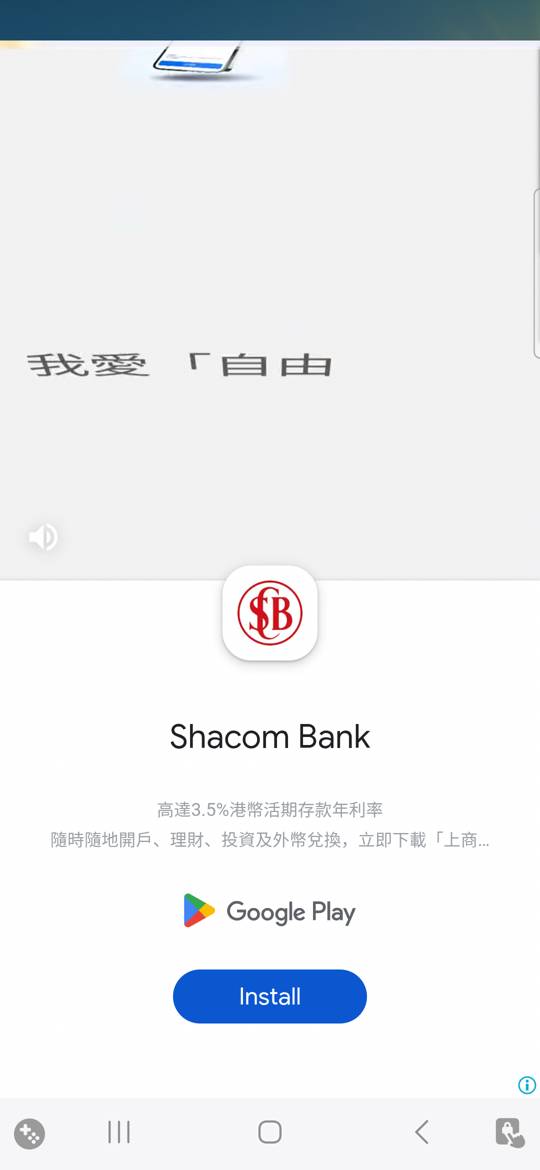 我愛「自由
SCSB
Shacom Bank
高達3.5%港幣活期存款年利率
隨時隨地開戶、理財、投資及外幣兌換，立即下載「上商...
Google Play
Install